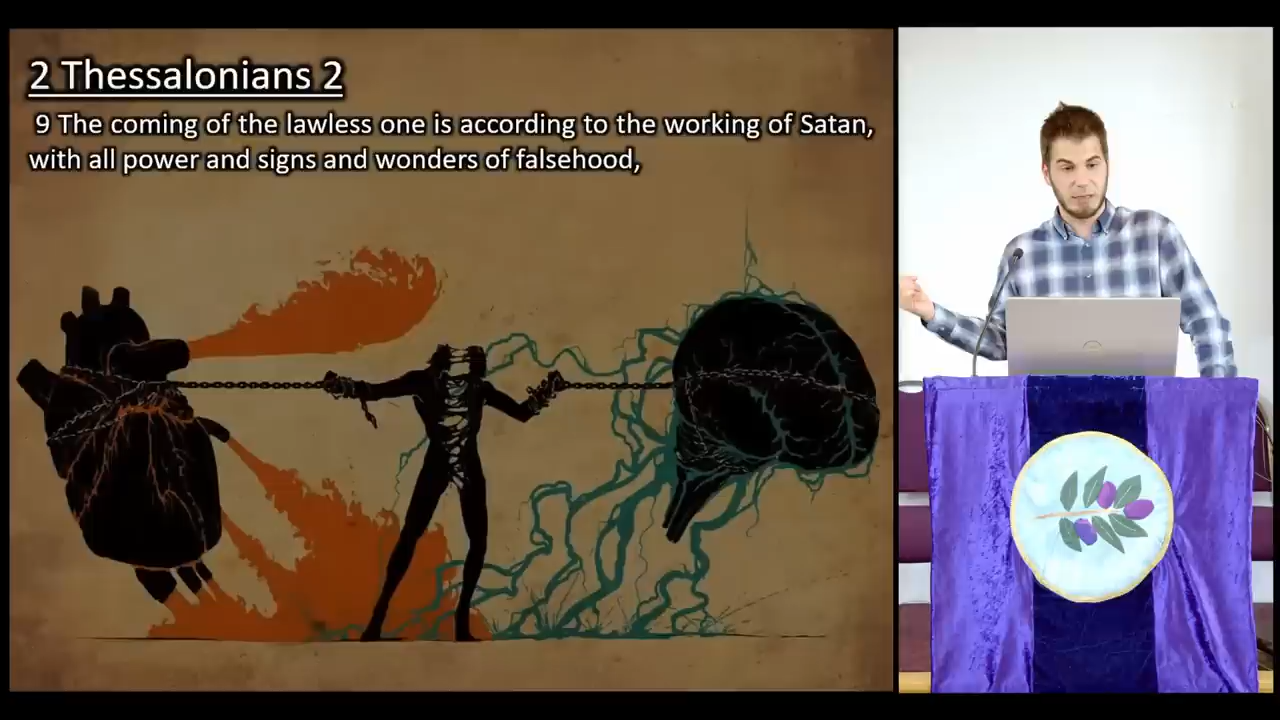 2 Thessalonians 2
9 The coming of the lawless one is according to the working of Satan,
with all power and signs and wonders of falsehood,